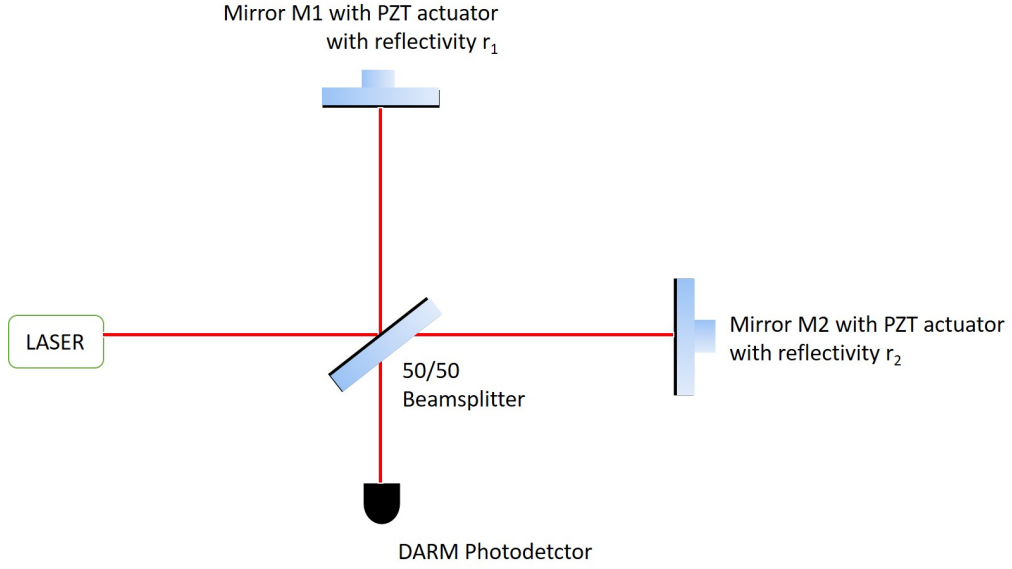 Mirror M1 with PZT actuator
with reflectivity r₁
LASER
Mirror M2 with PZT actuator
with reflectivity r₂
50/50
Beamsplitter
DARM Photodetctor